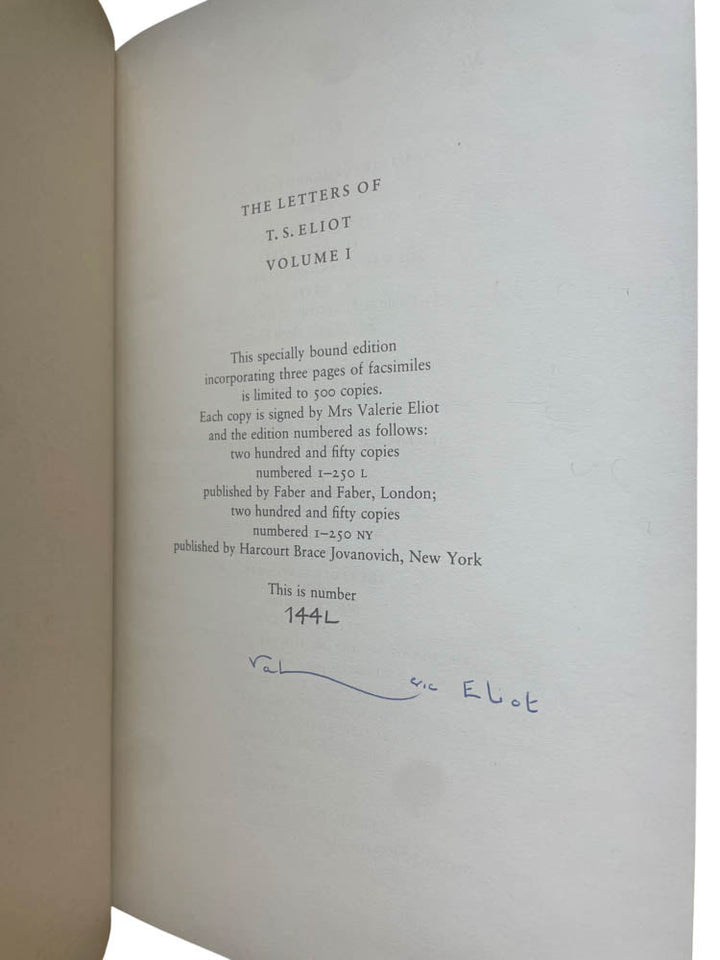 THE LETTERS OF
T. S. ELIOT
VOLUME I
This specially bound edition
incorporating three pages of facsimiles
is limited to 500 copies.
Each copy is signed by Mrs Valerie Eliot
and the edition numbered as follows:
two hundred and fifty copies
numbered 1–250 L
published by Faber and Faber, London;
two hundred and fifty copies
numbered 1–250 NY
published by Harcourt Brace Jovanovich, New York
This is number
144L
Valerie Eliot